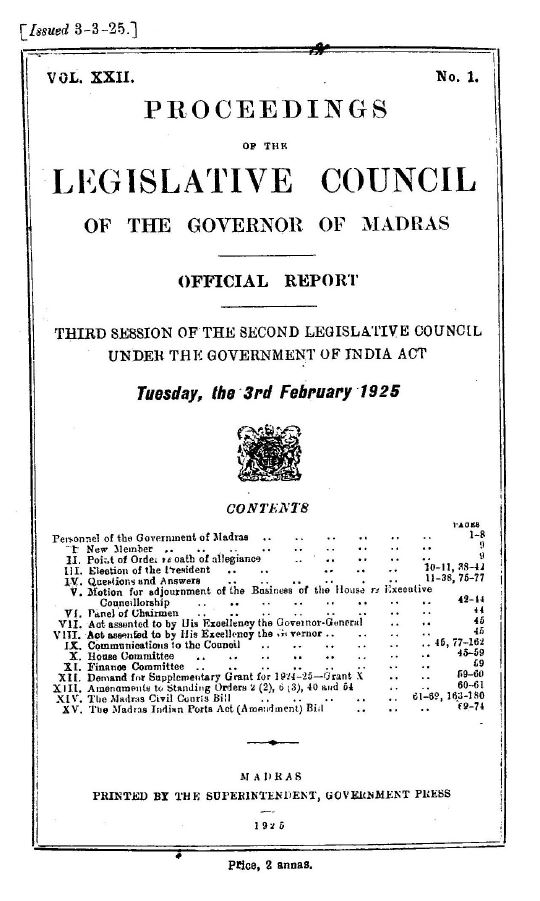 [Issued 3-3-25.]
VOL. XXII. No. 1.
PROCEEDINGS
OF THE
LEGISLATIVE COUNCIL
OF THE GOVERNOR OF MADRAS
OFFICIAL REPORT
THIRD SESSION OF THE SECOND LEGISLATIVE COUNCIL
UNDER THE GOVERNMENT OF INDIA ACT
Tuesday, the 3rd February 1925
CONTENTS
PAGES
Personnel of the Government of Madras .. .. .. .. .. .. 1-8
I. New Member .. .. .. .. .. .. .. .. 9
II. Point of Order re oath of allegiance .. .. .. .. .. 9
III. Election of the President .. .. .. .. .. 10-11, 38-42
IV. Questions and Answers .. .. .. .. .. 11-38, 75-77
V. Motion for adjournment of the Business of the House re Executive
Councillorship .. .. .. .. .. .. .. .. 42-44
VI. Panel of Chairmen .. .. .. .. .. .. .. 44
VII. Act assented to by His Excellency the Governor-General .. .. 45
VIII. Act assented to by His Excellency the Governor .. .. .. .. 45
IX. Communications to the Council .. .. .. .. .. .. 45, 77-162
X. House Committee .. .. .. .. .. .. .. .. 45-59
XI. Finance Committee .. .. .. .. .. .. .. 59
XII. Demand for Supplementary Grant for 1924-25—Grant X .. .. 59-60
XIII. Amendments to Standing Orders 2 (2), 6 (3), 40 and 54 .. .. 60-61
XIV. The Madras Civil Courts Bill .. .. .. .. .. 61-69, 163-180
XV. The Madras Indian Ports Act (Amendment) Bill .. .. .. 69-74
MADRAS
PRINTED BY THE SUPERINTENDENT, GOVERNMENT PRESS
1925
Price, 2 annas.